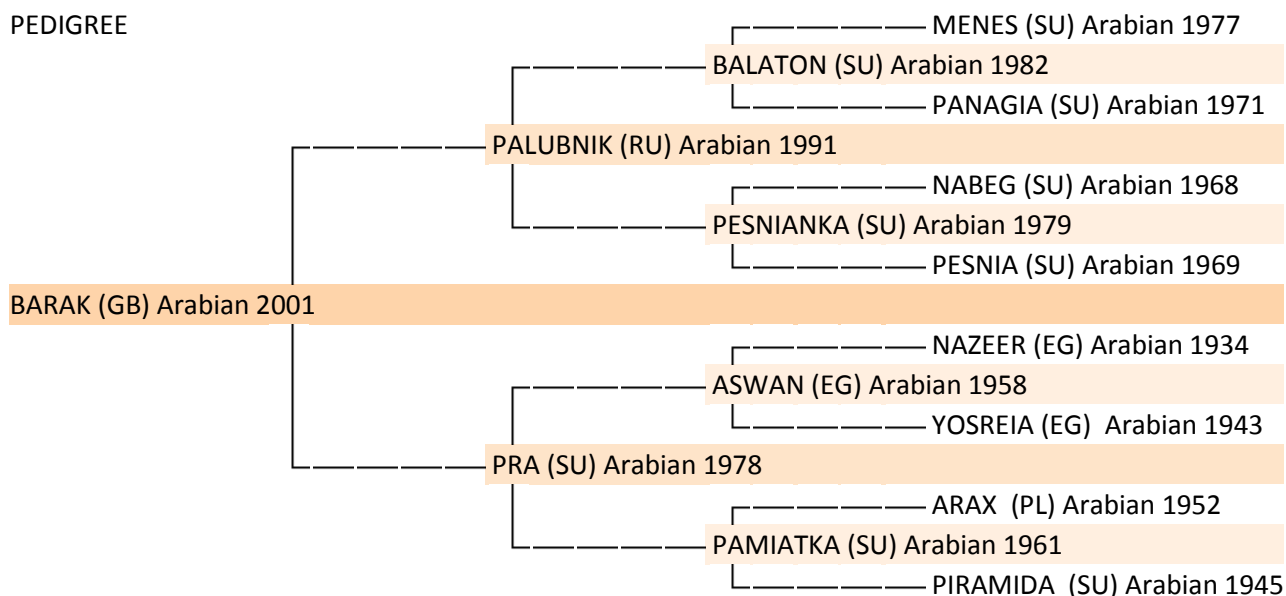 PEDIGREE
MENES (SU) Arabian 1977
BALATON (SU) Arabian 1982
PANAGIA (SU) Arabian 1971
PALUBNIK (RU) Arabian 1991
NABEG (SU) Arabian 1968
PESNIANKA (SU) Arabian 1979
PESNIA (SU) Arabian 1969
BARAK (GB) Arabian 2001
NAZEER (EG) Arabian 1934
ASWAN (EG) Arabian 1958
YOSREIA (EG)  Arabian 1943
PRA (SU) Arabian 1978
ARAX  (PL) Arabian 1952
PAMIATKA (SU) Arabian 1961
PIRAMIDA  (SU) Arabian 1945